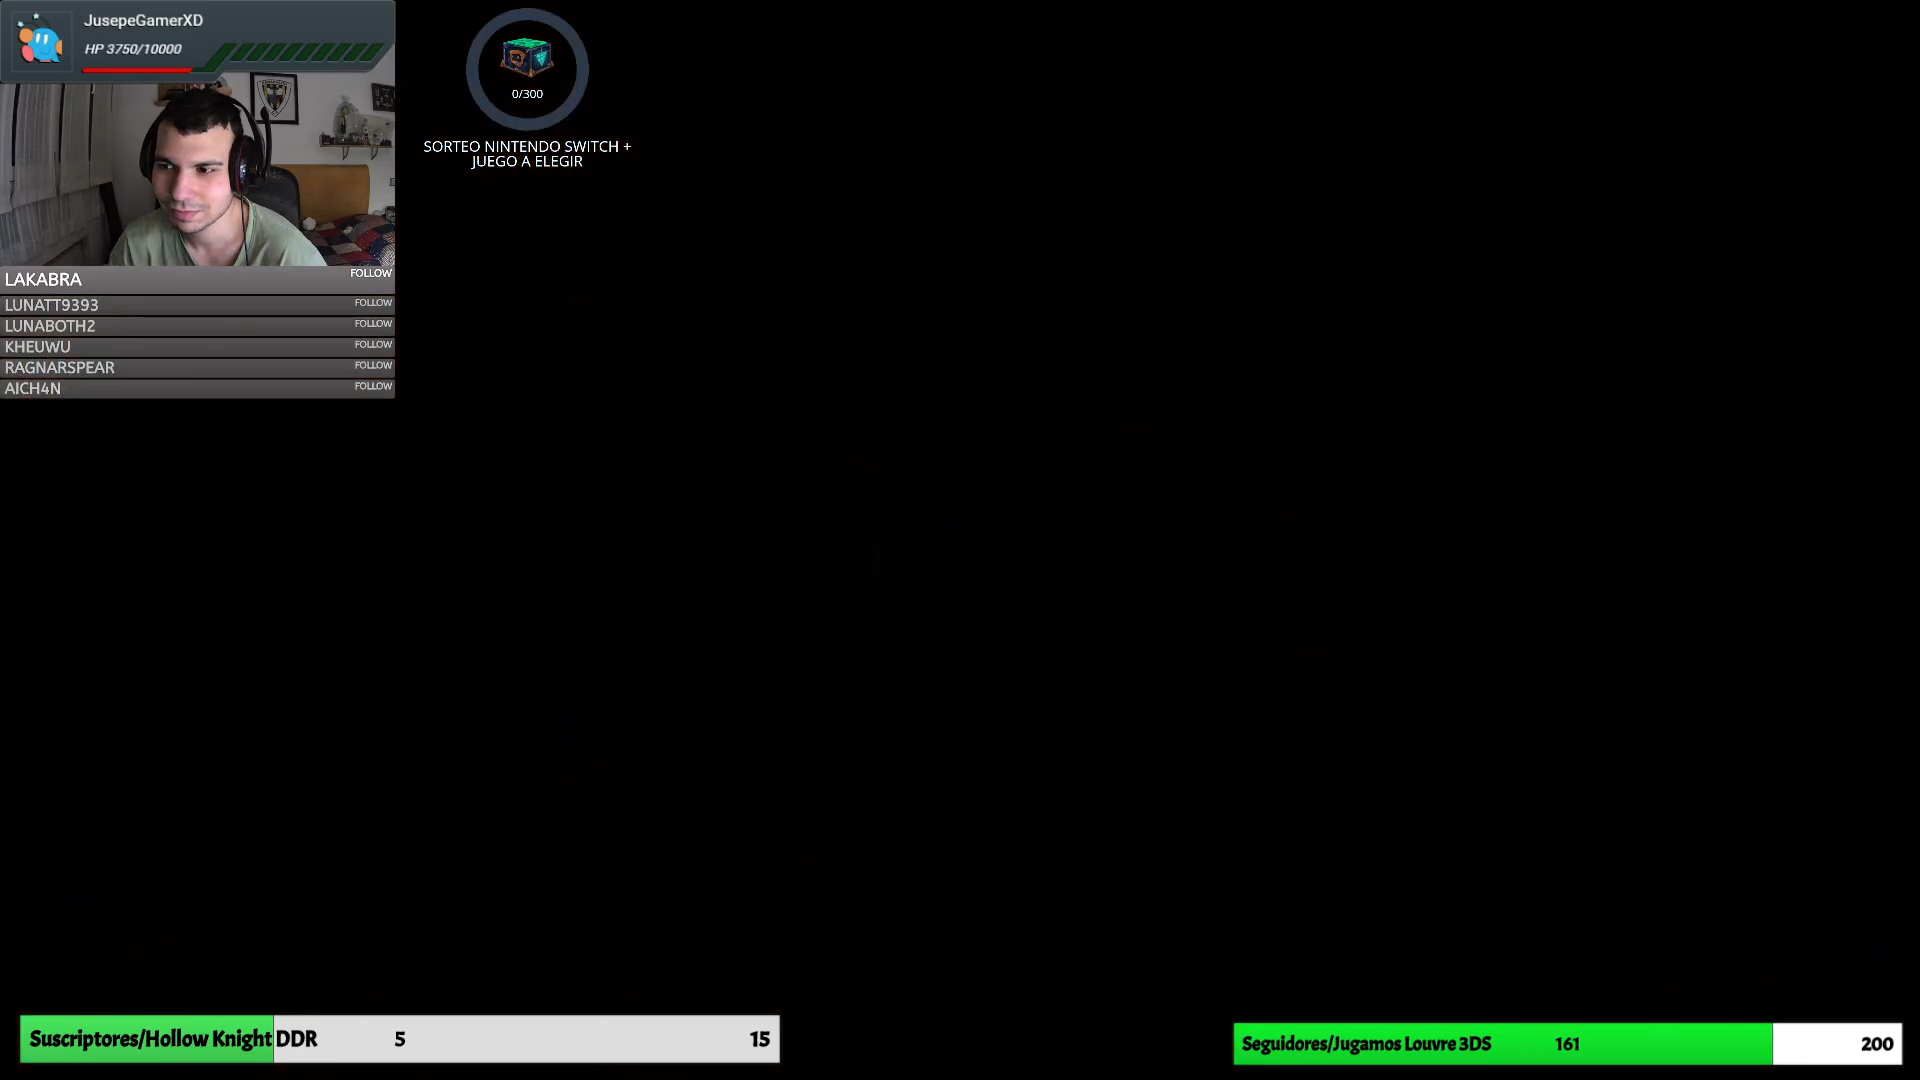 JusepeGamerXD
HP 3750/10000
0/300
SORTEO NINTENDO SWITCH +
JUEGO A ELEGIR
LAKABRA FOLLOW
LUNATT9393 FOLLOW
LUNABOTH2 FOLLOW
KHEUWU FOLLOW
RAGNARSPEAR FOLLOW
AICH4N FOLLOW
Suscriptores/Hollow Knight DDR 5 15
Seguidores/Jugamos Louvre 3DS 161 200